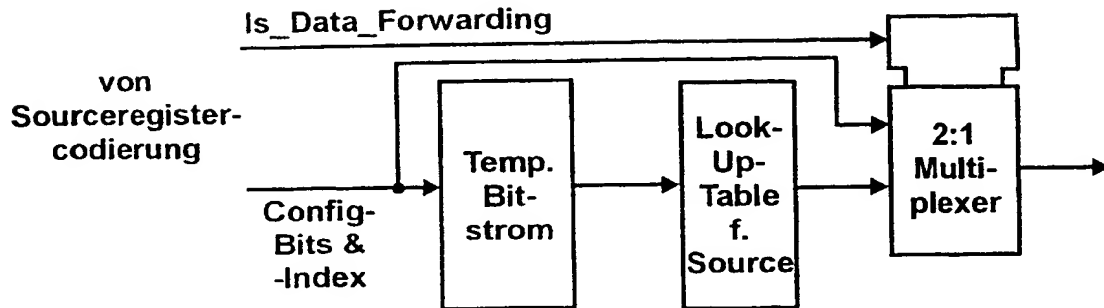 Is_Data_Forwarding
von
Sourceregister-
codierung
Config-
Bits &
-Index
Temp.
Bit-
strom
Look-
Up-
Table
f.
Source
2:1
Multi-
plexer